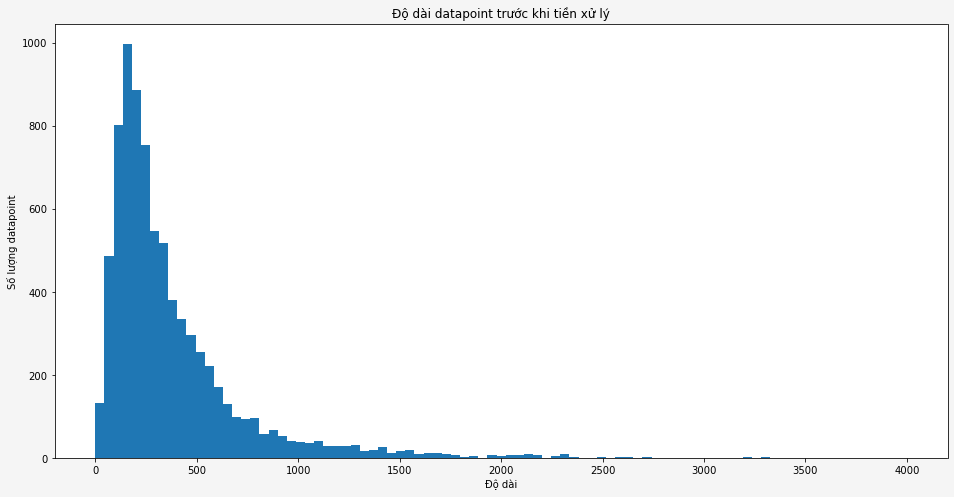 Độ dài datapoint trước khi tiền xử lý
Số lượng datapoint
1000
800
600
400
200
0
0 500 1000 1500 2000 2500 3000 3500 4000
Độ dài